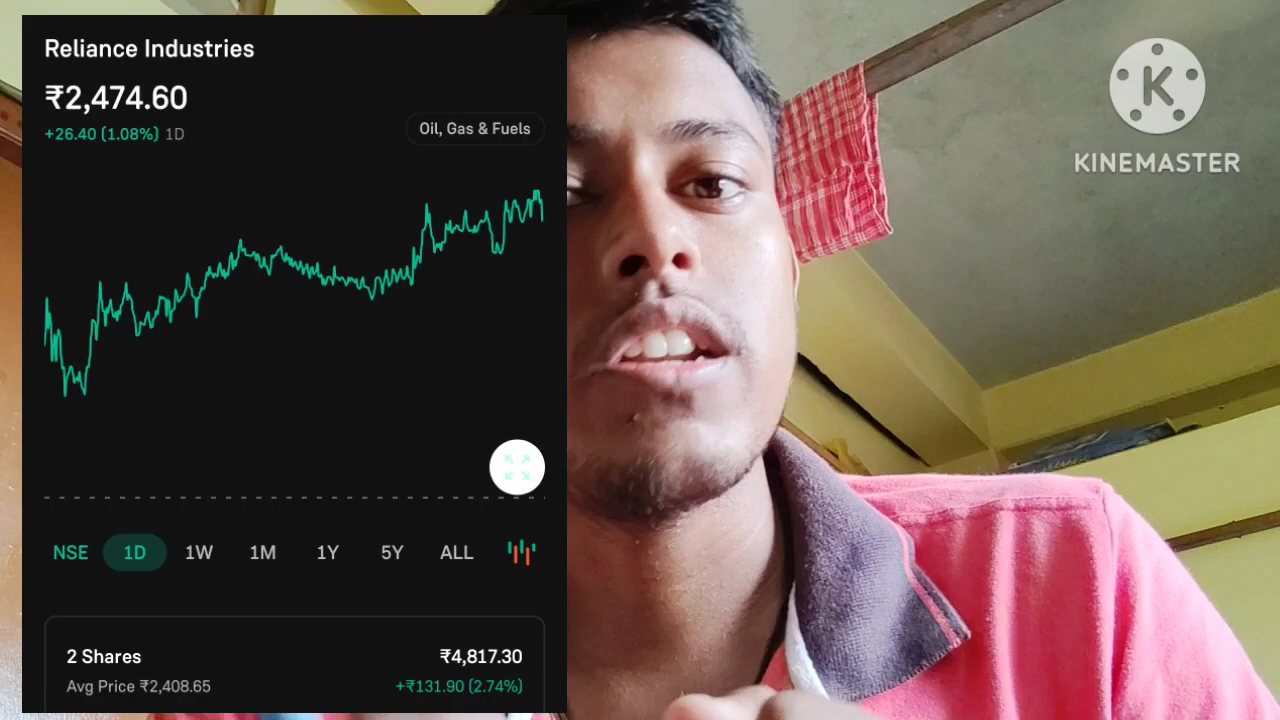 Reliance Industries
₹2,474.60
+26.40 (1.08%) 1D
Oil, Gas & Fuels
NSE 1D 1W 1M 1Y 5Y ALL
2 Shares ₹4,817.30
Avg Price ₹2,408.65 +₹131.90 (2.74%)
K
KINEMASTER